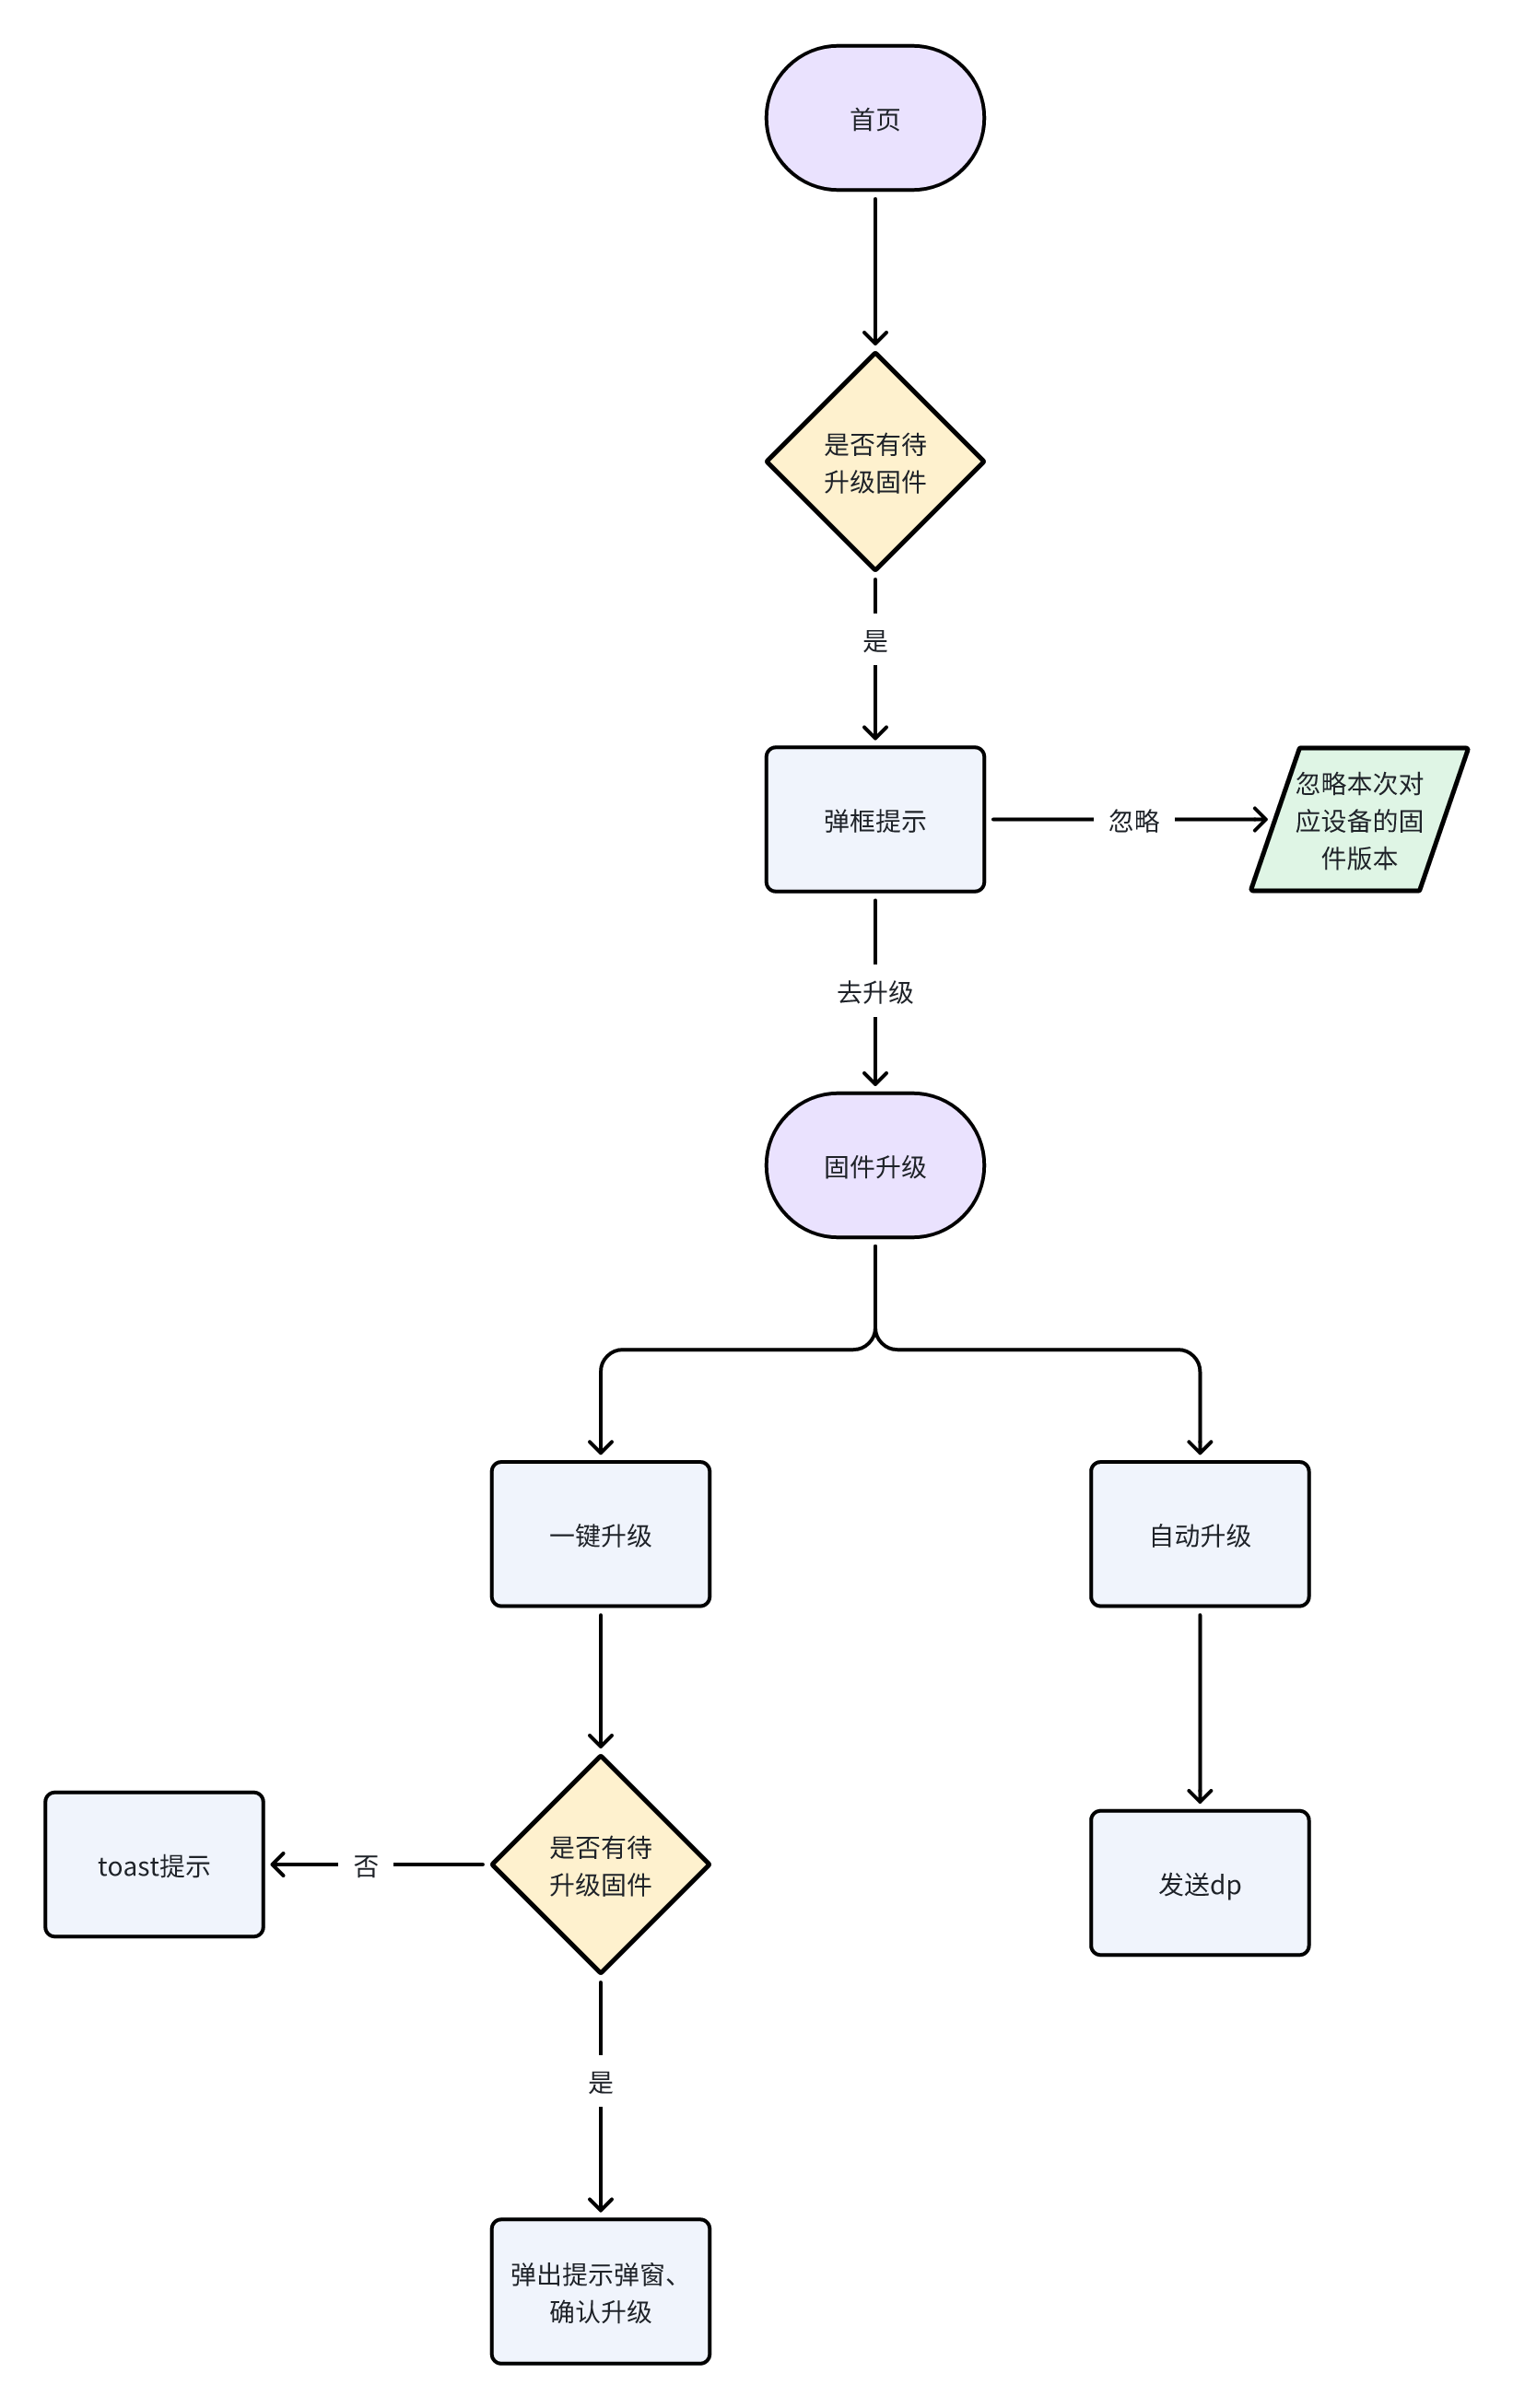 首页
是否有待
升级固件
是
弹框提示
忽略
忽略本次对
应设备的固
件版本
去升级
固件升级
一键升级
自动升级
是否有待
升级固件
否
toast提示
发送dp
是
弹出提示弹窗、
确认升级